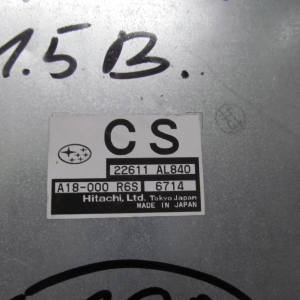 1.5 B..
CS
22611 AL840
A18-000 R6S 6714
Hitachi, Ltd. Tokyo Japan
MADE IN JAPAN